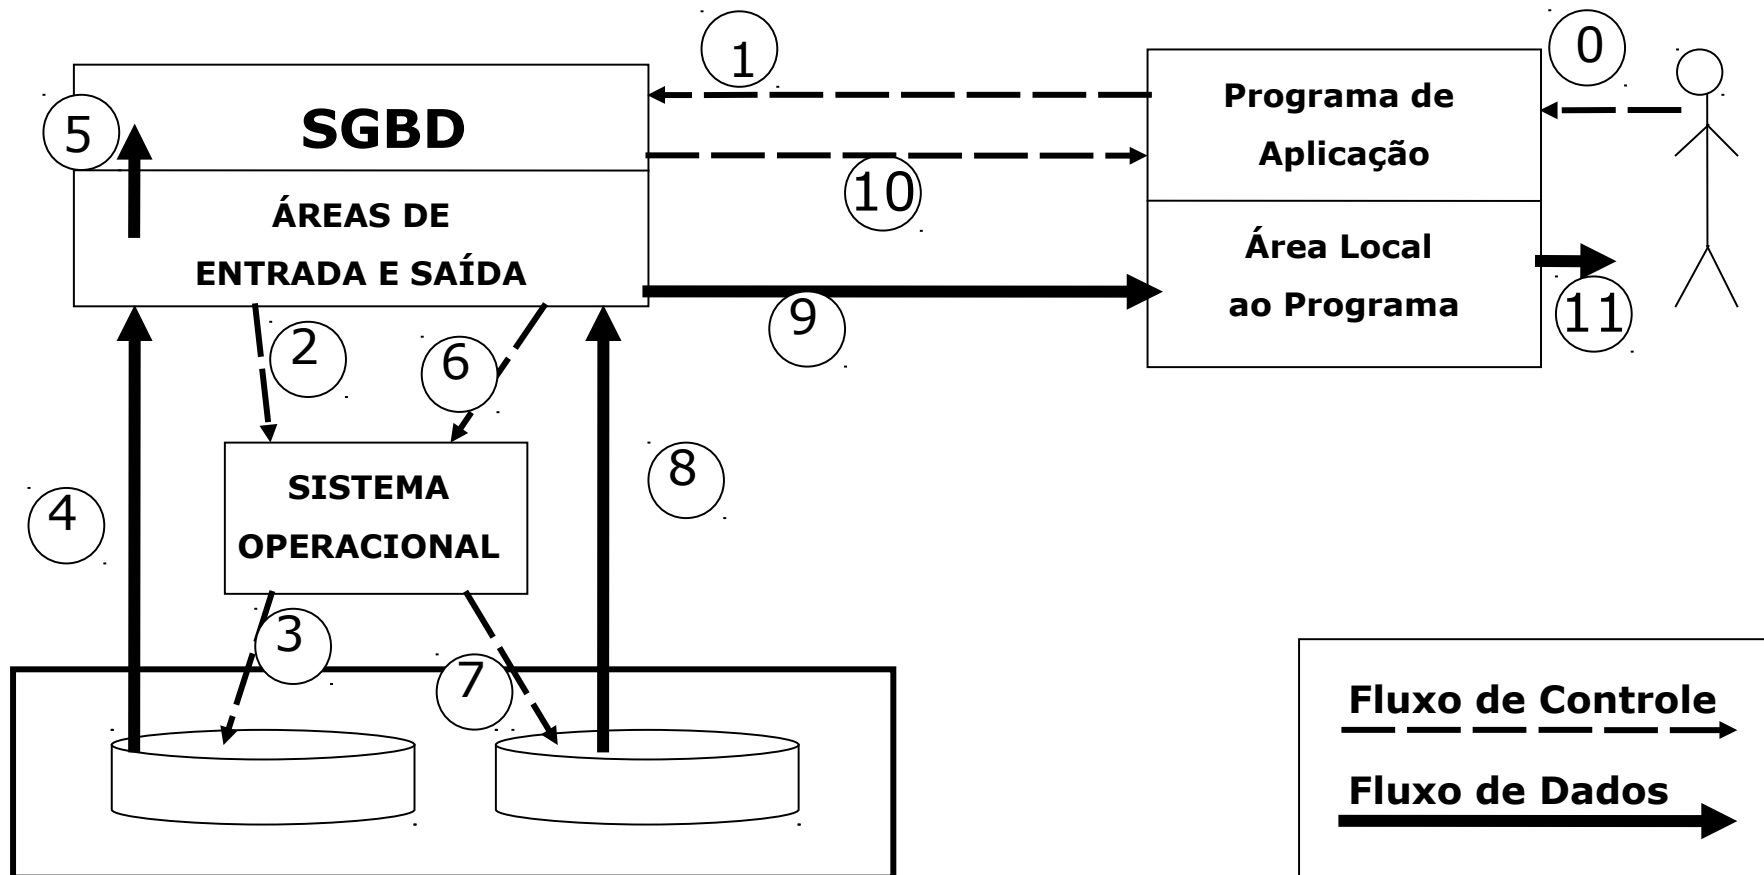 0
1
Programa de
Aplicação
5
SGBD
10
ÁREAS DE
ENTRADA E SAÍDA
Área Local
ao Programa
9
11
2
6
8
SISTEMA
OPERACIONAL
4
3
7
Fluxo de Controle
Fluxo de Dados